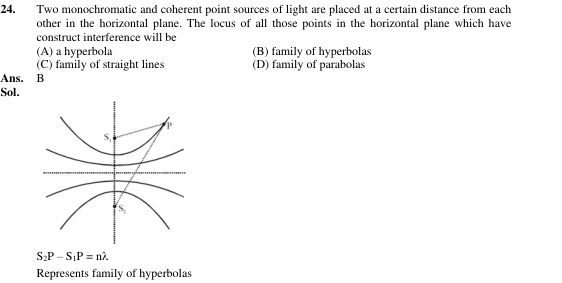 24. Two monochromatic and coherent point sources of light are placed at a certain distance from each
other in the horizontal plane. The locus of all those points in the horizontal plane which have
construct interference will be
(A) a hyperbola (B) family of hyperbolas
(C) family of straight lines (D) family of parabolas
Ans. B
Sol.
P
S₁
S₂
S₂P – S₁P = nλ
Represents family of hyperbolas